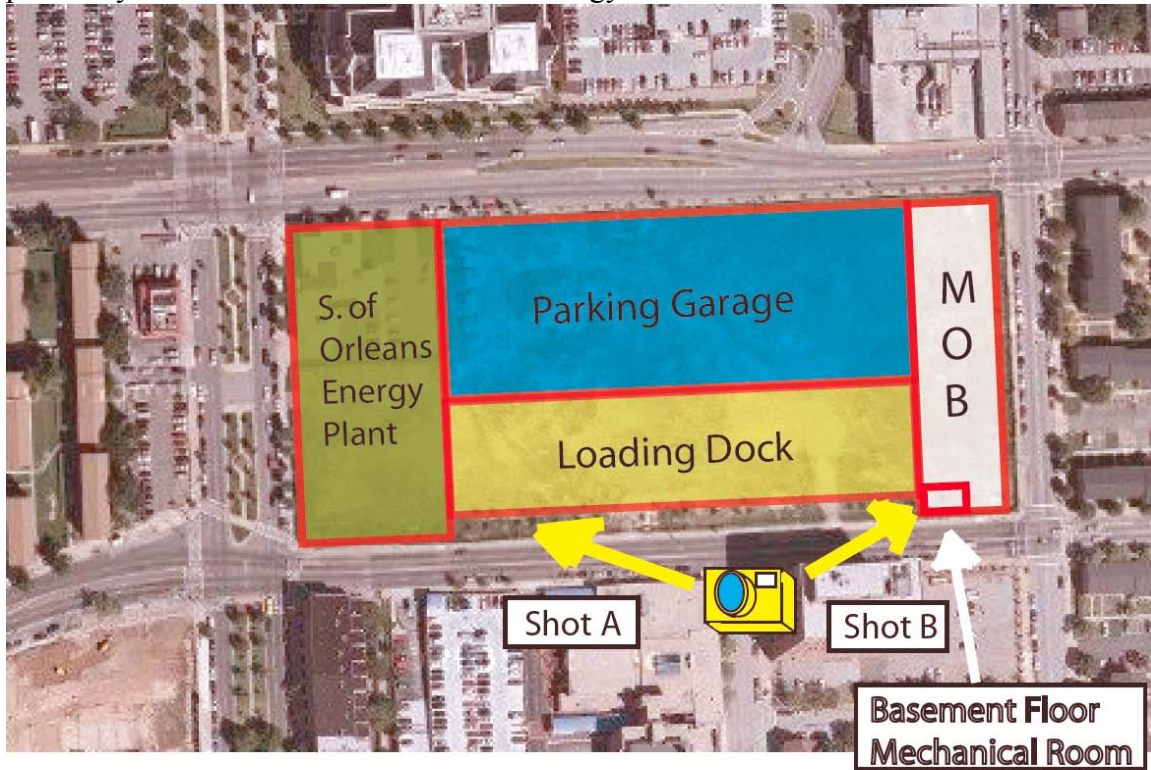 S. of
Orleans
Energy
Plant
Parking Garage
Loading Dock
M
O
B
Shot A
Shot B
Basement Floor
Mechanical Room